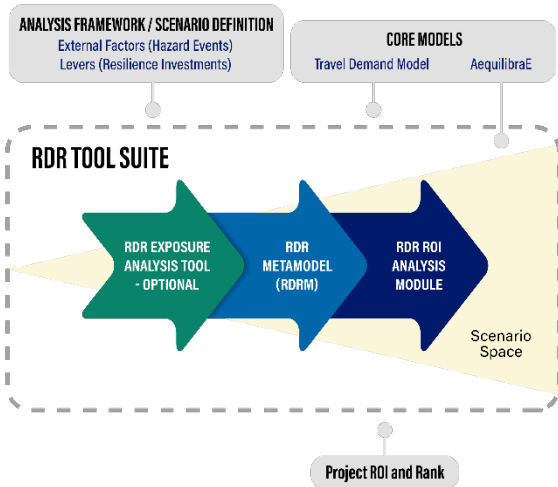 ANALYSIS FRAMEWORK / SCENARIO DEFINITION
External Factors (Hazard Events)
Levers (Resilience Investments)
CORE MODELS
Travel Demand Model
AequilibraE
RDR TOOL SUITE
RDR EXPOSURE
ANALYSIS TOOL
- OPTIONAL
RDR
METAMODEL
(RDRM)
RDR ROI
ANALYSIS
MODULE
Scenario
Space
Project ROI and Rank